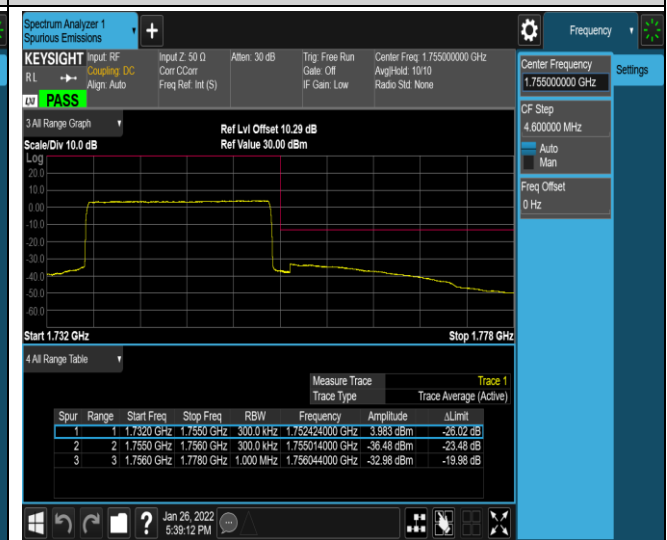 Spectrum Analyzer 1
Spurious Emissions
Frequency
KEYSIGHT
R L
LXI
PASS
Input: RF
Coupling: DC
Align: Auto
Input Z: 50 Ω
Corr CCorr
Freq Ref: Int (S)
Atten: 30 dB
Trig: Free Run
Gate: Off
IF Gain: Low
Center Freq: 1.755000000 GHz
Avg|Hold: 10/10
Radio Std: None
Center Frequency
1.755000000 GHz
Settings
CF Step
4.600000 MHz
Auto
Man
Freq Offset
0 Hz
3 All Range Graph
Scale/Div 10.0 dB
Ref Lvl Offset 10.29 dB
Ref Value 30.00 dBm
Log
20.0
10.0
0.00
-10.0
-20.0
-30.0
-40.0
-50.0
-60.0
Start 1.732 GHz
Stop 1.778 GHz
4 All Range Table
Measure Trace Trace 1
Trace Type Trace Average (Active)
Spur Range Start Freq Stop Freq RBW Frequency Amplitude ΔLimit
1 1 1.7320 GHz 1.7550 GHz 300.0 kHz 1.752424000 GHz 3.983 dBm -26.02 dB
2 2 1.7550 GHz 1.7560 GHz 300.0 kHz 1.755014000 GHz -36.48 dBm -23.48 dB
3 3 1.7560 GHz 1.7780 GHz 1.000 MHz 1.756044000 GHz -32.98 dBm -19.98 dB
Jan 26, 2022
5:39:12 PM